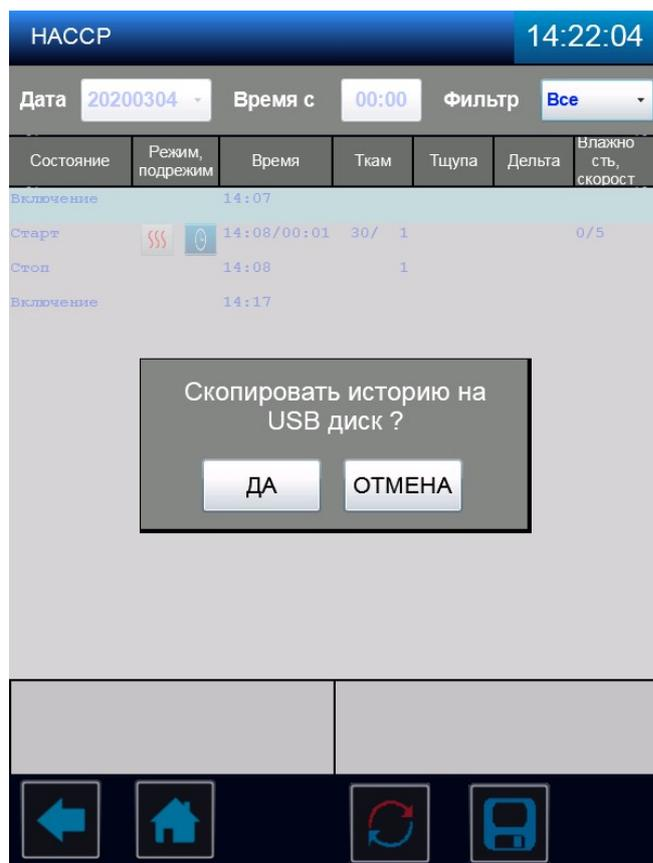 НАССР
14:22:04
Дата 20200304 Время с 00:00 Фильтр Все
Состояние Режим, подрежим Время Ткам Тщупа Дельта Влажно сть, скорост
Включение 14:07
Старт 14:08/00:01 30/ 1 0/5
Стоп 14:08 1
Включение 14:17
Скопировать историю на
USB диск ?
ДА ОТМЕНА